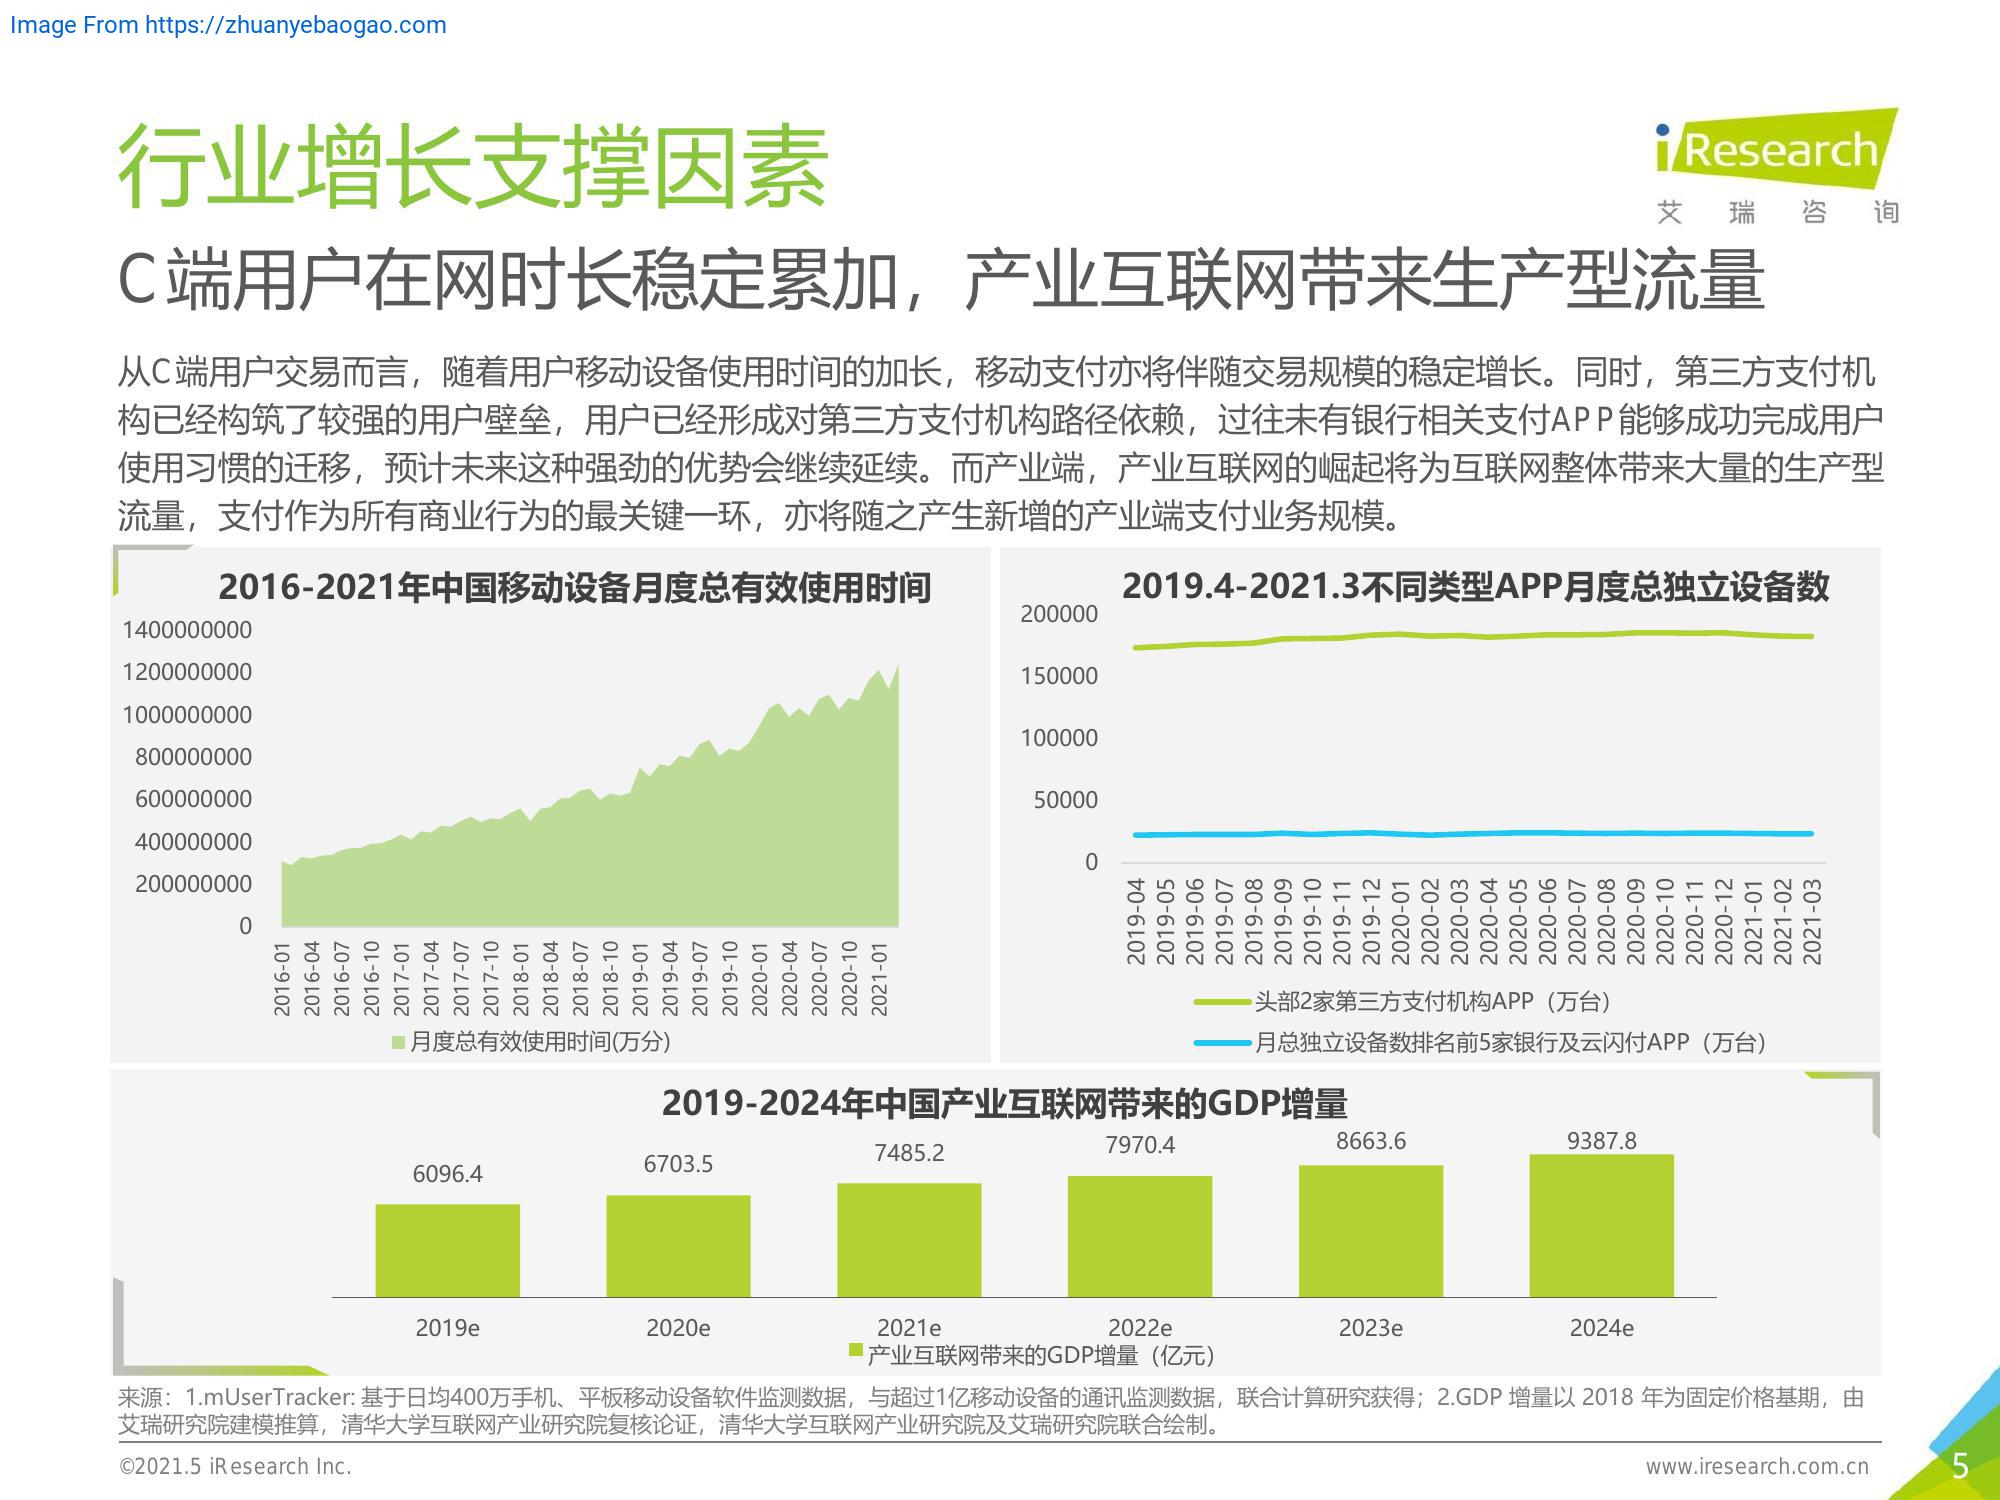 Image From https://zhuanyebaogao.com
行业增长支撑因素
iResearch
艾瑞咨询
C端用户在网时长稳定累加，产业互联网带来生产型流量
从C端用户交易而言，随着用户移动设备使用时间的加长，移动支付亦将伴随交易规模的稳定增长。同时，第三方支付机
构已经构筑了较强的用户壁垒，用户已经形成对第三方支付机构路径依赖，过往未有银行相关支付APP能够成功完成用户
使用习惯的迁移，预计未来这种强劲的优势会继续延续。而产业端，产业互联网的崛起将为互联网整体带来大量的生产型
流量，支付作为所有商业行为的最关键一环，亦将随之产生新增的产业端支付业务规模。
2016-2021年中国移动设备月度总有效使用时间
1400000000
1200000000
1000000000
800000000
600000000
400000000
200000000
0
2016-01
2016-04
2016-07
2016-10
2017-01
2017-04
2017-07
2017-10
2018-01
2018-04
2018-07
2018-10
2019-01
2019-04
2019-07
2019-10
2020-01
2020-04
2020-07
2020-10
2021-01
月度总有效使用时间(万分)
2019.4-2021.3不同类型APP月度总独立设备数
200000
150000
100000
50000
0
2019-04
2019-05
2019-06
2019-07
2019-08
2019-09
2019-10
2019-11
2019-12
2020-01
2020-02
2020-03
2020-04
2020-05
2020-06
2020-07
2020-08
2020-09
2020-10
2020-11
2020-12
2021-01
2021-02
2021-03
头部2家第三方支付机构APP（万台）
月总独立设备数排名前5家银行及云闪付APP（万台）
2019-2024年中国产业互联网带来的GDP增量
6096.4
6703.5
7485.2
7970.4
8663.6
9387.8
2019e
2020e
2021e
2022e
2023e
2024e
产业互联网带来的GDP增量（亿元）
来源：1.mUserTracker: 基于日均400万手机、平板移动设备软件监测数据，与超过1亿移动设备的通讯监测数据，联合计算研究获得；2.GDP 增量以 2018 年为固定价格基期，由
艾瑞研究院建模推算，清华大学互联网产业研究院复核论证，清华大学互联网产业研究院及艾瑞研究院联合绘制。
©2021.5 iResearch Inc.
www.iresearch.com.cn
5